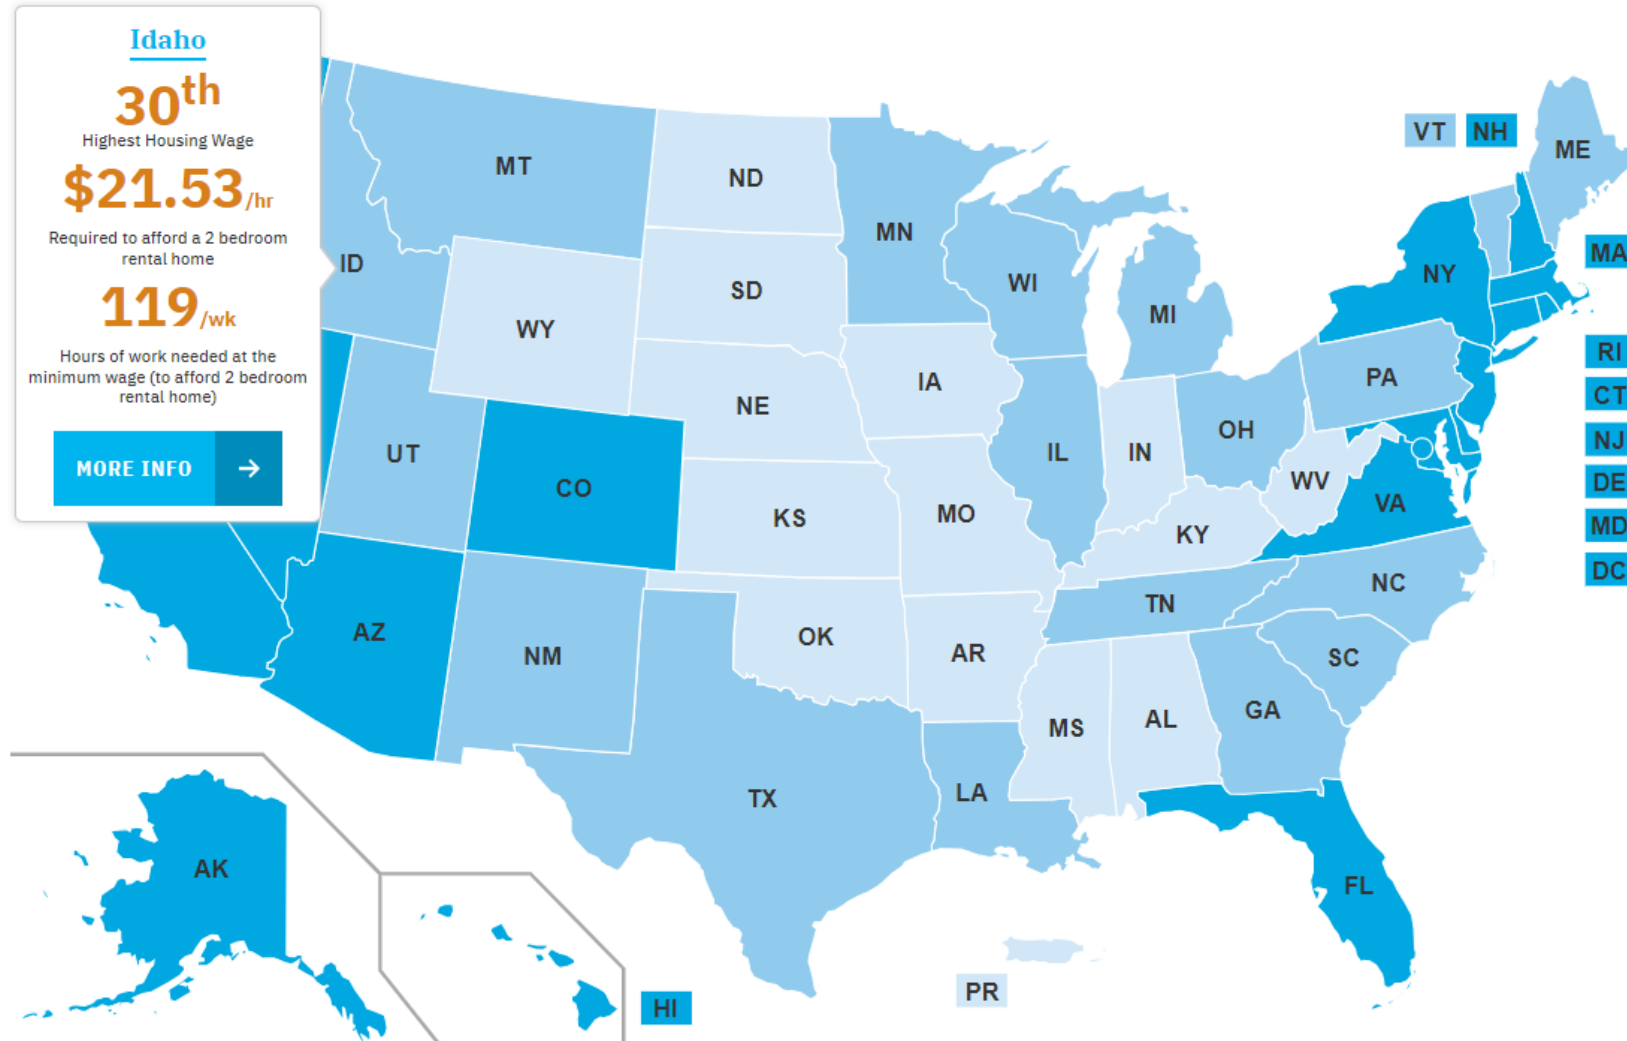 Idaho
30th
Highest Housing Wage
$21.53/hr
Required to afford a 2 bedroom
rental home
119/wk
Hours of work needed at the
minimum wage (to afford 2 bedroom
rental home)
MORE INFO →
VT NH
ME
MT
ND
MN
MA
ID
SD
WI
NY
WY
MI
RI
NE
IA
PA
CT
UT
IL
IN
OH
NJ
CO
WV
DE
KS
MO
KY
VA
MD
DC
AZ
NM
OK
AR
TN
NC
SC
MS
AL
GA
TX
LA
AK
FL
PR
HI